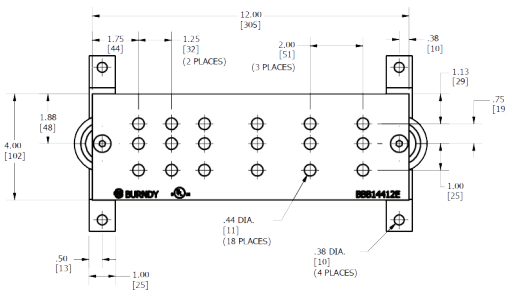 12.00
[305]
1.75
[44]
1.25
[32]
(2 PLACES)
2.00
[51]
(3 PLACES)
.38
[10]
1.13
[29]
.75
[19
1.88
[48]
4.00
[102]
1.00
[25]
BURNDY
UL
BBB14412E
.44 DIA.
[11]
(18 PLACES)
.38 DIA.
[10]
(4 PLACES)
.50
[13]
1.00
[25]